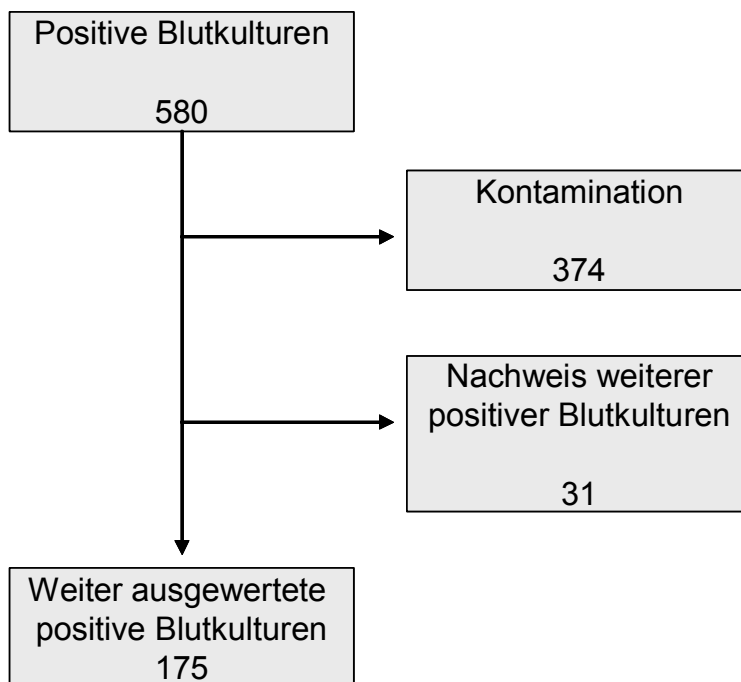 Positive Blutkulturen
580
Kontamination
374
Nachweis weiterer
positiver Blutkulturen
31
Weiter ausgewertete
positive Blutkulturen
175